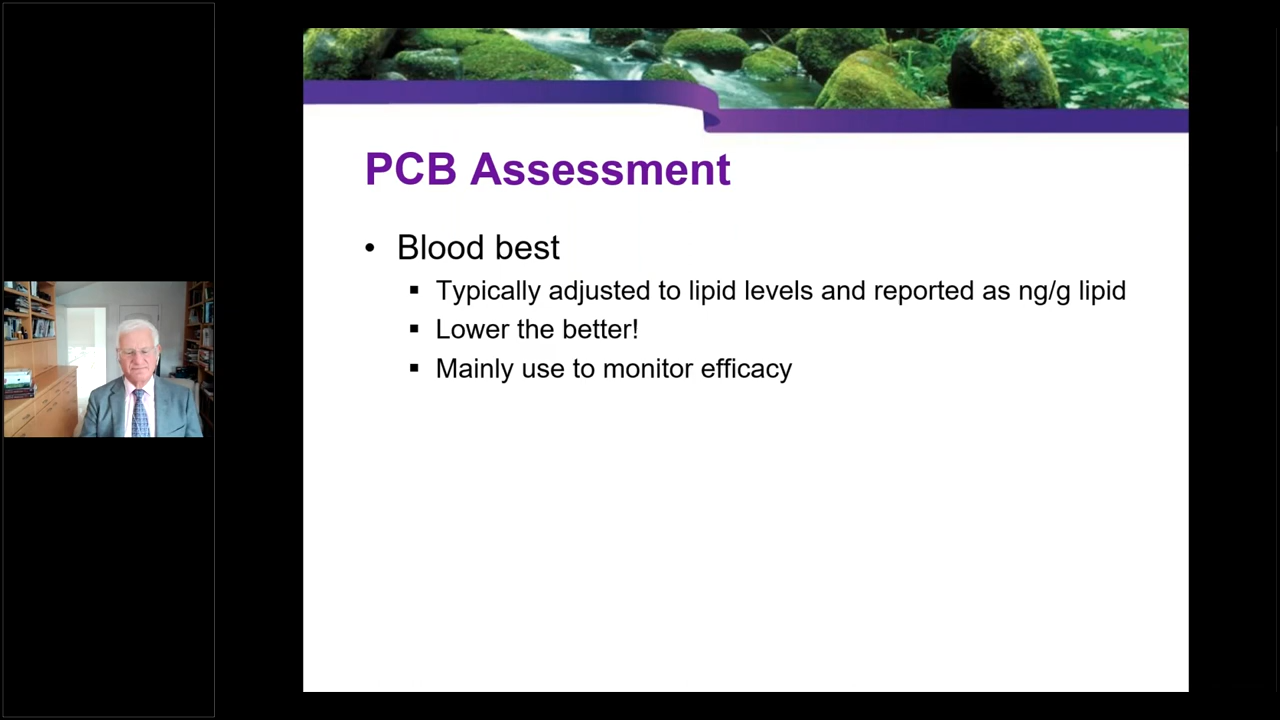 PCB Assessment
• Blood best
▪ Typically adjusted to lipid levels and reported as ng/g lipid
▪ Lower the better!
▪ Mainly use to monitor efficacy